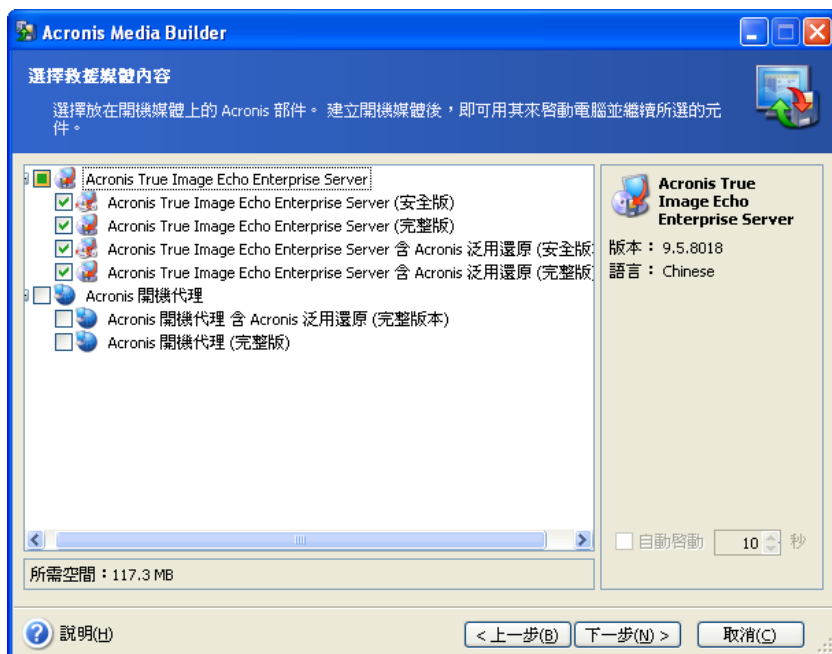 Acronis Media Builder
選擇救援媒體內容
選擇放在開機媒體上的 Acronis 部件。 建立開機媒體後，即可用其來啓動電腦並繼續所選的元
件。
Acronis True Image Echo Enterprise Server
Acronis True Image Echo Enterprise Server (安全版)
Acronis True Image Echo Enterprise Server (完整版)
Acronis True Image Echo Enterprise Server 含 Acronis 泛用還原 (安全版
Acronis True Image Echo Enterprise Server 含 Acronis 泛用還原 (完整版
Acronis 開機代理
Acronis 開機代理 含 Acronis 泛用還原 (完整版本)
Acronis 開機代理 (完整版)
所需空間：117.3 MB
Acronis True
Image Echo
Enterprise Server
版本： 9.5.8018
語言： Chinese
自動啓動 10 秒
說明(H)
< 上一步(B)
下一步(N) >
取消(C)